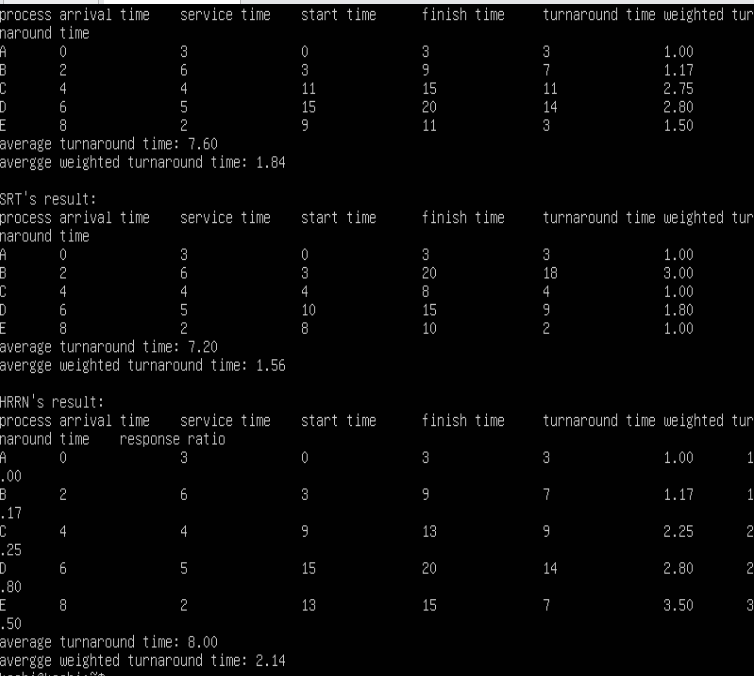 process arrival time service time start time finish time turnaround time weighted tur
naround time
A 0 3 0 3 3 1.00
B 2 6 3 9 7 1.17
C 4 4 11 15 11 2.75
D 6 5 15 20 14 2.80
E 8 2 9 11 3 1.50
average turnaround time: 7.60
avergge weighted turnaround time: 1.84
SRT's result:
process arrival time service time start time finish time turnaround time weighted tur
naround time
A 0 3 0 3 3 1.00
B 2 6 3 20 18 3.00
C 4 4 4 8 4 1.00
D 6 5 10 15 9 1.80
E 8 2 8 10 2 1.00
average turnaround time: 7.20
avergge weighted turnaround time: 1.56
HRRN's result:
process arrival time service time start time finish time turnaround time weighted tur
naround time response ratio
A 0 3 0 3 3 1.00 1
.00
B 2 6 3 9 7 1.17 1
.17
C 4 4 9 13 9 2.25 2
.25
D 6 5 15 20 14 2.80 2
.80
E 8 2 13 15 7 3.50 3
.50
average turnaround time: 8.00
avergge weighted turnaround time: 2.14